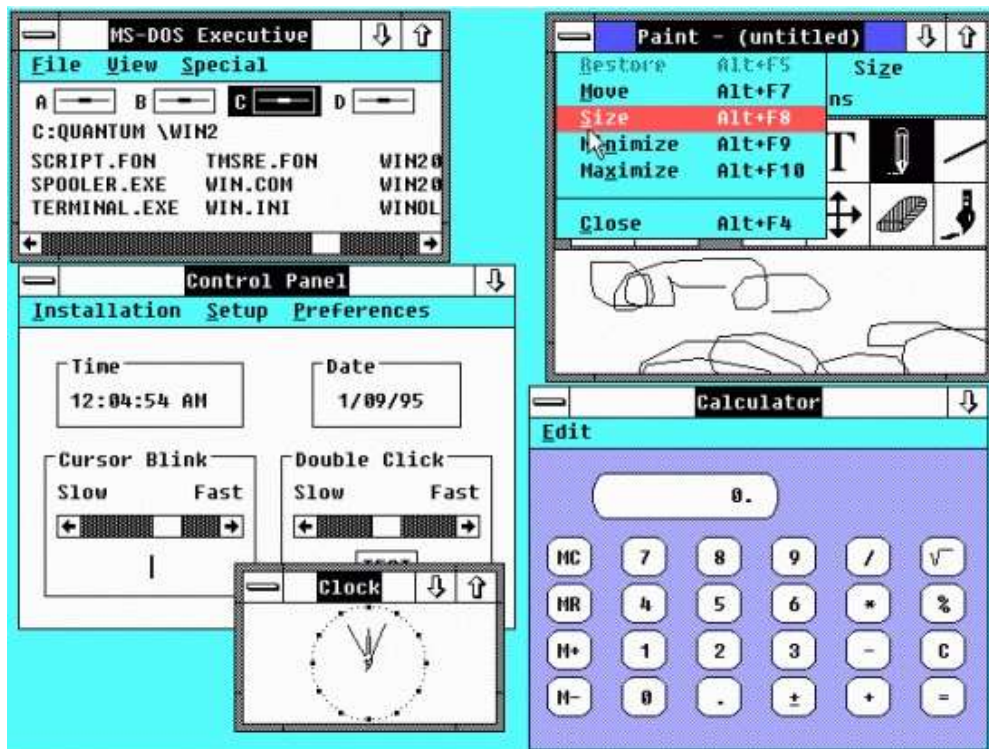 MS-DOS Executive
File View Special
A B C D
C:QUANTUM \WIN2
SCRIPT.FON TMSRE.FON WIN20
SPOOLER.EXE WIN.COM WIN20
TERMINAL.EXE WIN.INI WINOL
Paint - (untitled)
Restore Alt+F5
Move Alt+F7
Size Alt+F8
Minimize Alt+F9
Maximize Alt+F10
Close Alt+F4
Size
ns
T
Control Panel
Installation Setup Preferences
Time
12:04:54 AM
Date
1/09/95
Cursor Blink
Slow Fast
Double Click
Slow Fast
Clock
Calculator
Edit
0.
MC 7 8 9 / √
MR 4 5 6 * %
M+ 1 2 3 - C
M- 0 . ± + =